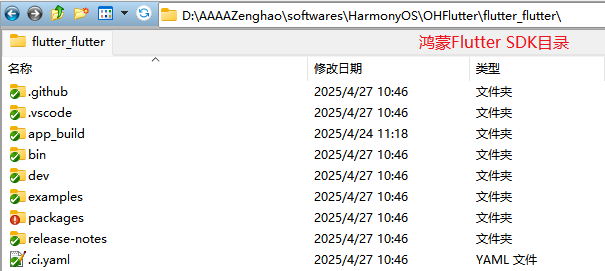 D:\AAAAZenghao\softwares\HarmonyOS\OHFlutter\flutter_flutter\
flutter_flutter 鸿蒙Flutter SDK目录
名称 修改日期 类型
.github 2025/4/27 10:46 文件夹
.vscode 2025/4/27 10:46 文件夹
app_build 2025/4/24 11:18 文件夹
bin 2025/4/27 10:46 文件夹
dev 2025/4/27 10:46 文件夹
examples 2025/4/27 10:46 文件夹
packages 2025/4/27 10:46 文件夹
release-notes 2025/4/27 10:46 文件夹
.ci.yaml 2025/4/27 10:46 YAML 文件